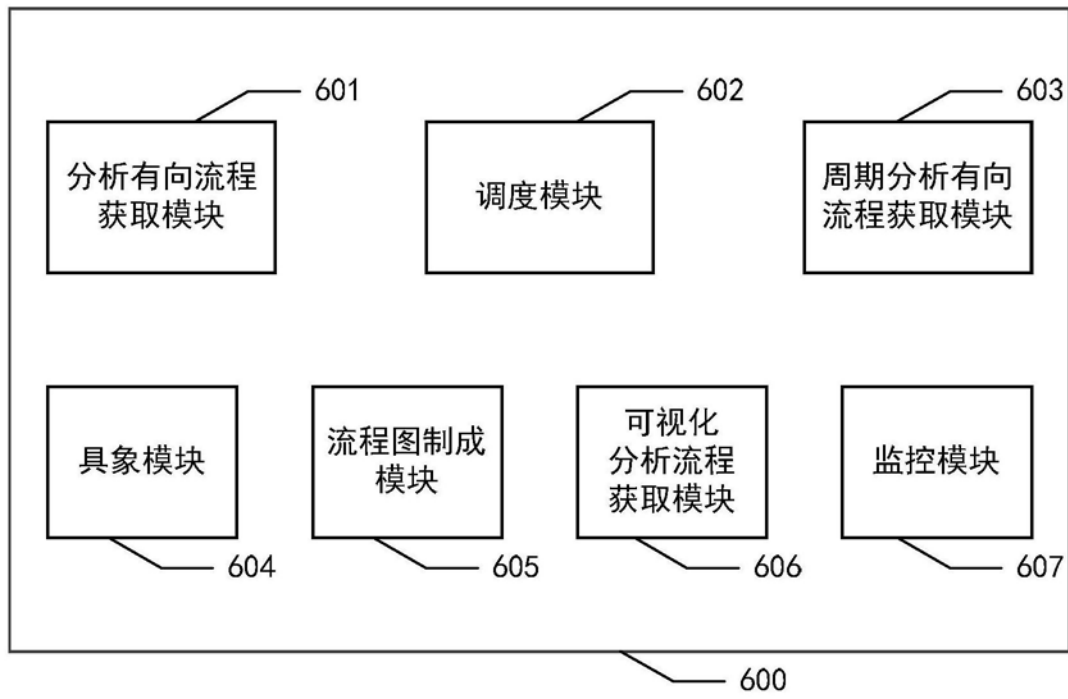 601
602
603
分析有向流程
获取模块
调度模块
周期分析有向
流程获取模块
具象模块
流程图制成
模块
可视化
分析流程
获取模块
监控模块
604
605
606
607
600